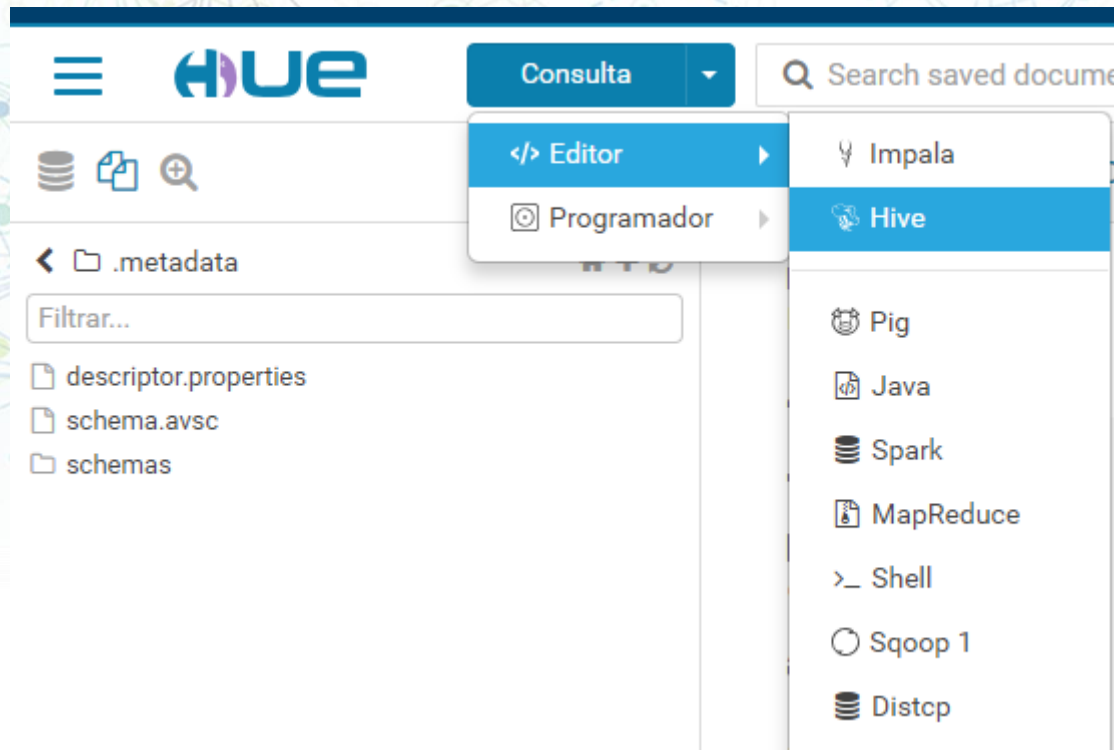 HUE
Consulta
Search saved docume
</> Editor
Programador
Impala
Hive
Pig
Java
Spark
MapReduce
>_ Shell
Sqoop 1
Distcp
.metadata
Filtrar...
descriptor.properties
schema.avsc
schemas